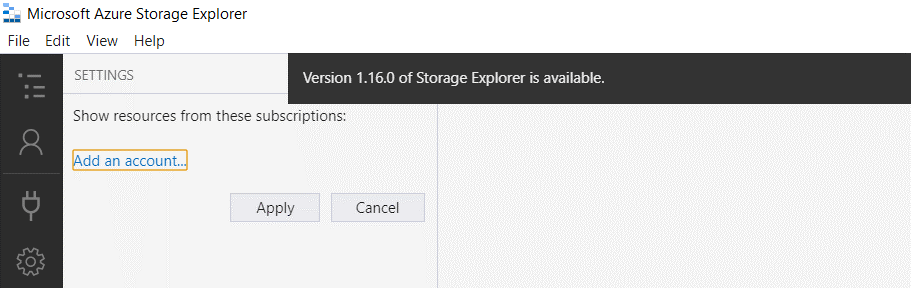 Microsoft Azure Storage Explorer
File Edit View Help
SETTINGS
Version 1.16.0 of Storage Explorer is available.
Show resources from these subscriptions:
Add an account...
Apply Cancel